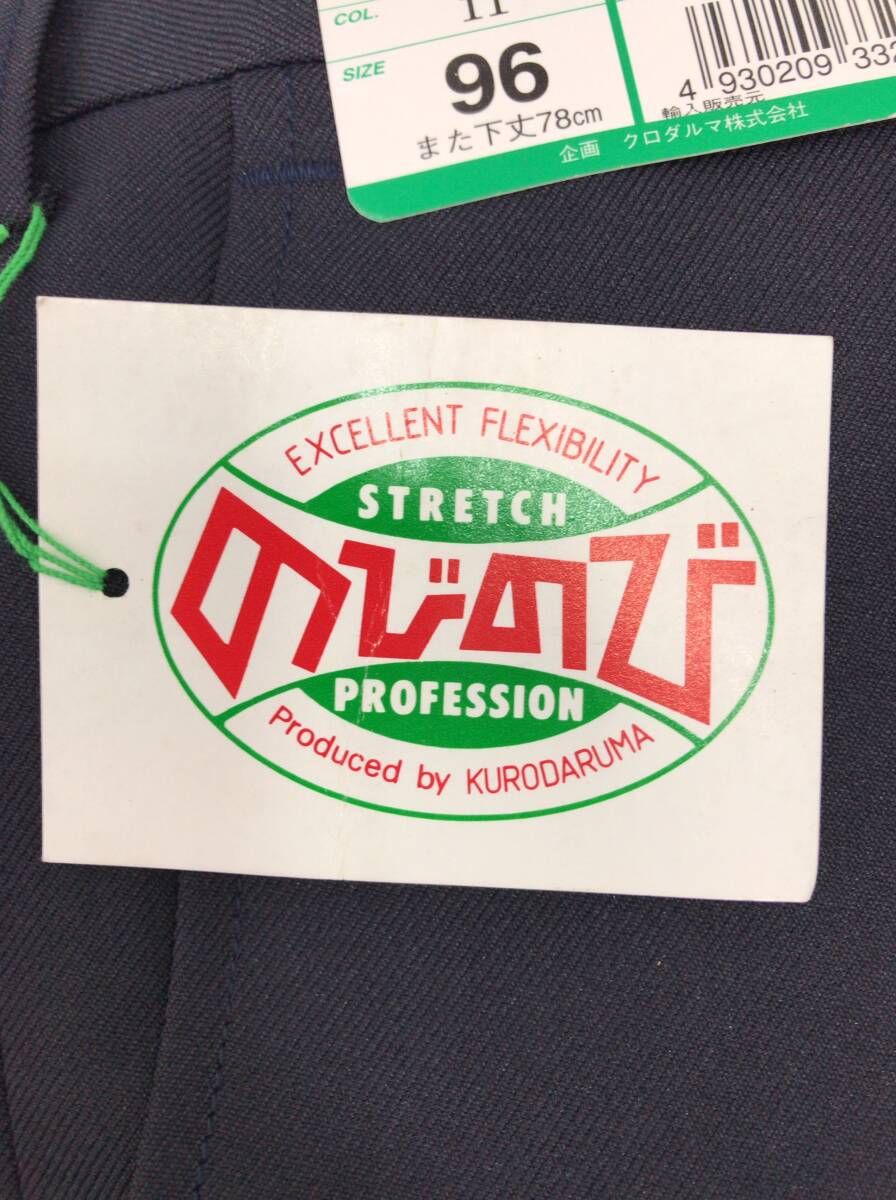 COL. 11
SIZE 96
また下丈78cm
4 930209
輸入販売元
企画 クロダルマ株式会社
EXCELLENT FLEXIBILITY
STRETCH
のびのび
PROFESSION
Produced by KURODARUMA